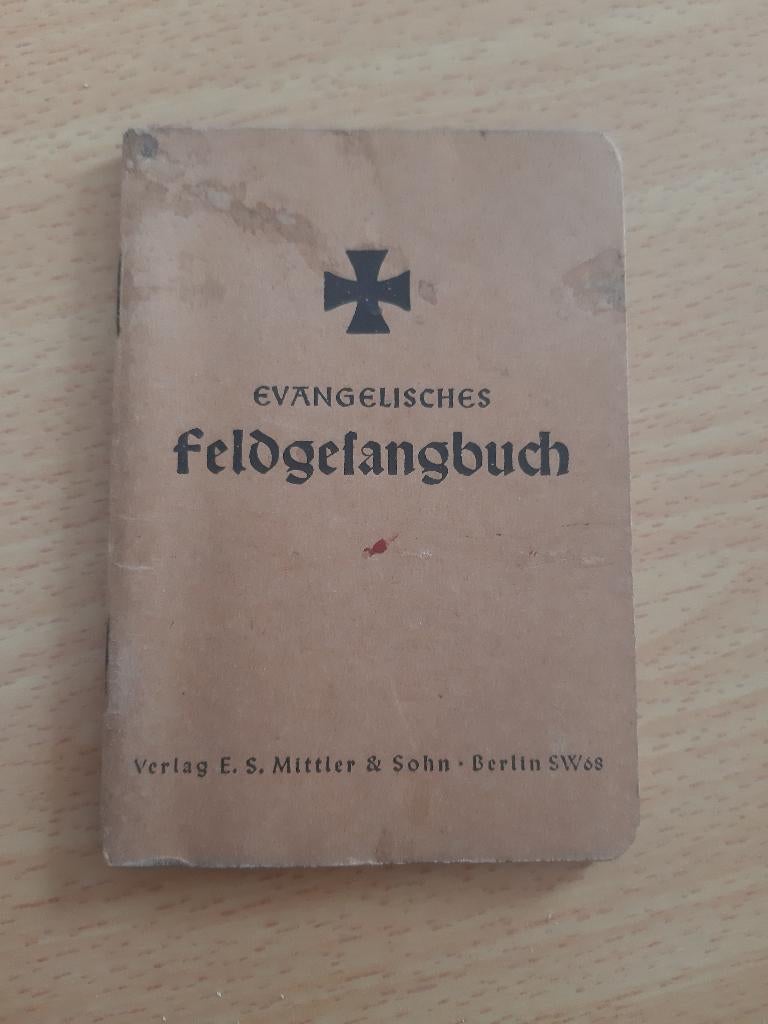 EVANGELISCHES
Feldgeſangbuch
Verlag E. S. Mittler & Sohn · Berlin SW68